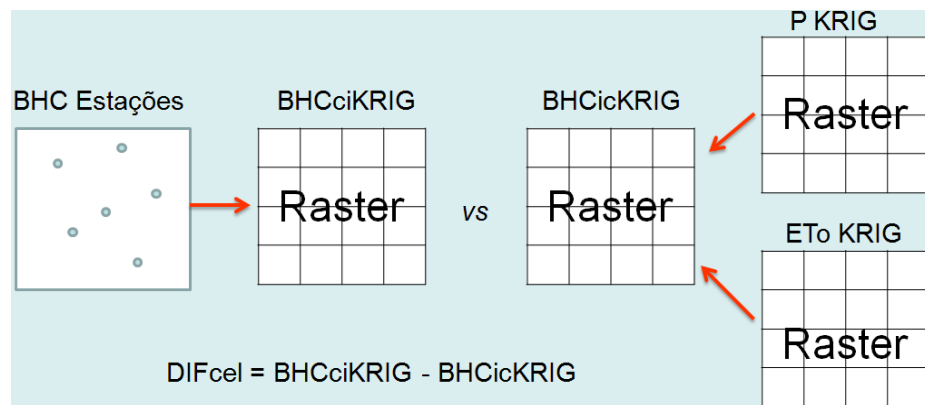 P KRIG
BHC Estações
BHCciKRIG
BHCicKRIG
Raster
Raster
vs
Raster
ETo KRIG
Raster
DIFcel = BHCciKRIG - BHCicKRIG